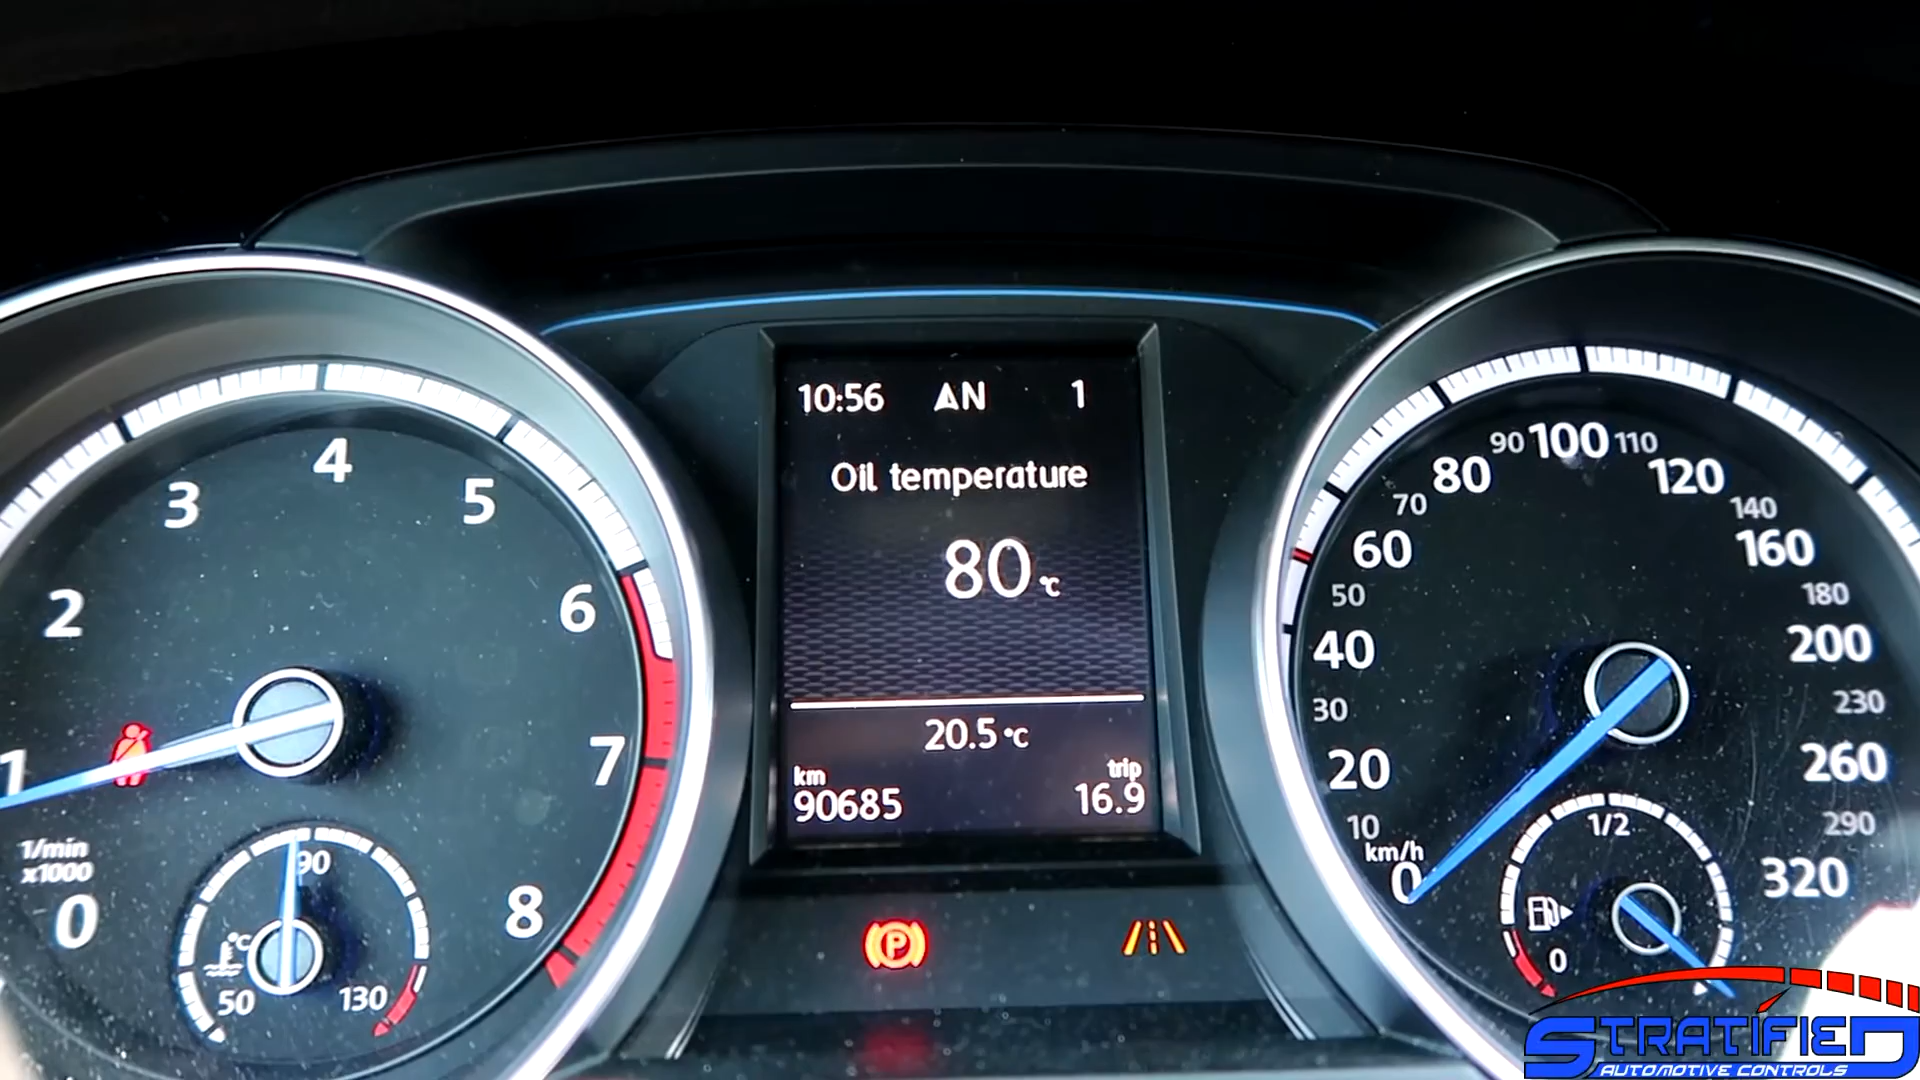 10:56 AN 1
Oil temperature
80 °C
20.5 °C
km
trip
90685
16.9
1
2
3
4
5
6
7
8
1/min
x1000
0
90
°C
50
130
0
10
km/h
20
30
40
50
60
70
80
90
100
110
120
140
160
180
200
230
260
290
320
1/2
0
P
STRATIFIED
AUTOMOTIVE CONTROLS